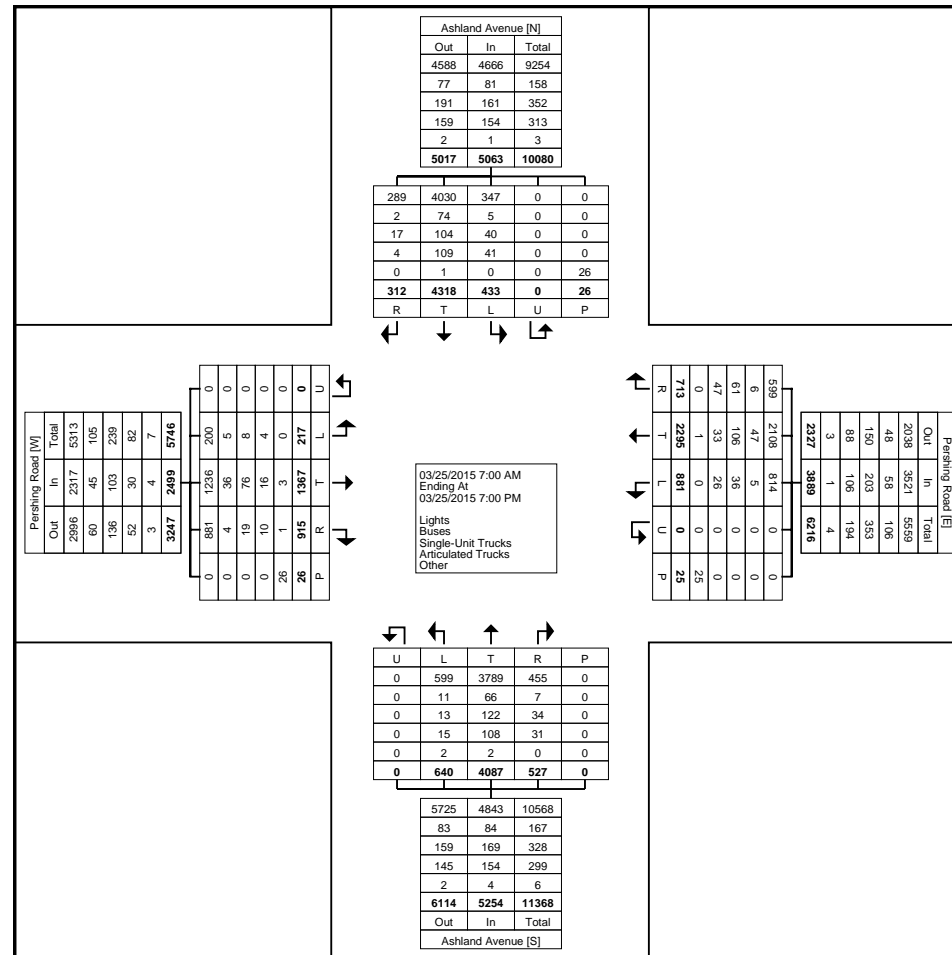 Ashland Avenue [N]
Out In Total
4588 4666 9254
77 81 158
191 161 352
159 154 313
2 1 3
5017 5063 10080
289 4030 347 0 0
2 74 5 0 0
17 104 40 0 0
4 109 41 0 0
0 1 0 0 26
312 4318 433 0 26
R T L U P
Pershing Road [W]
Total In Out
5313 2317 2996
105 45 60
239 103 136
82 30 52
7 4 3
5746 2499 3247
0 200 1236 881 0
0 5 36 4 0
0 8 76 19 0
0 4 16 10 0
0 0 3 1 26
0 217 1367 915 26
U L T R P
03/25/2015 7:00 AM
Ending At
03/25/2015 7:00 PM
Lights
Buses
Single-Unit Trucks
Articulated Trucks
Other
Pershing Road [E]
Out In Total
2038 3521 5559
48 58 106
150 203 353
88 106 194
3 1 4
2327 3889 6216
599 2108 814 0 0
6 47 5 0 0
61 106 36 0 0
47 33 26 0 0
0 1 0 0 25
713 2295 881 0 25
R T L U P
U L T R P
0 599 3789 455 0
0 11 66 7 0
0 13 122 34 0
0 15 108 31 0
0 2 2 0 0
0 640 4087 527 0
5725 4843 10568
83 84 167
159 169 328
145 154 299
2 4 6
6114 5254 11368
Out In Total
Ashland Avenue [S]